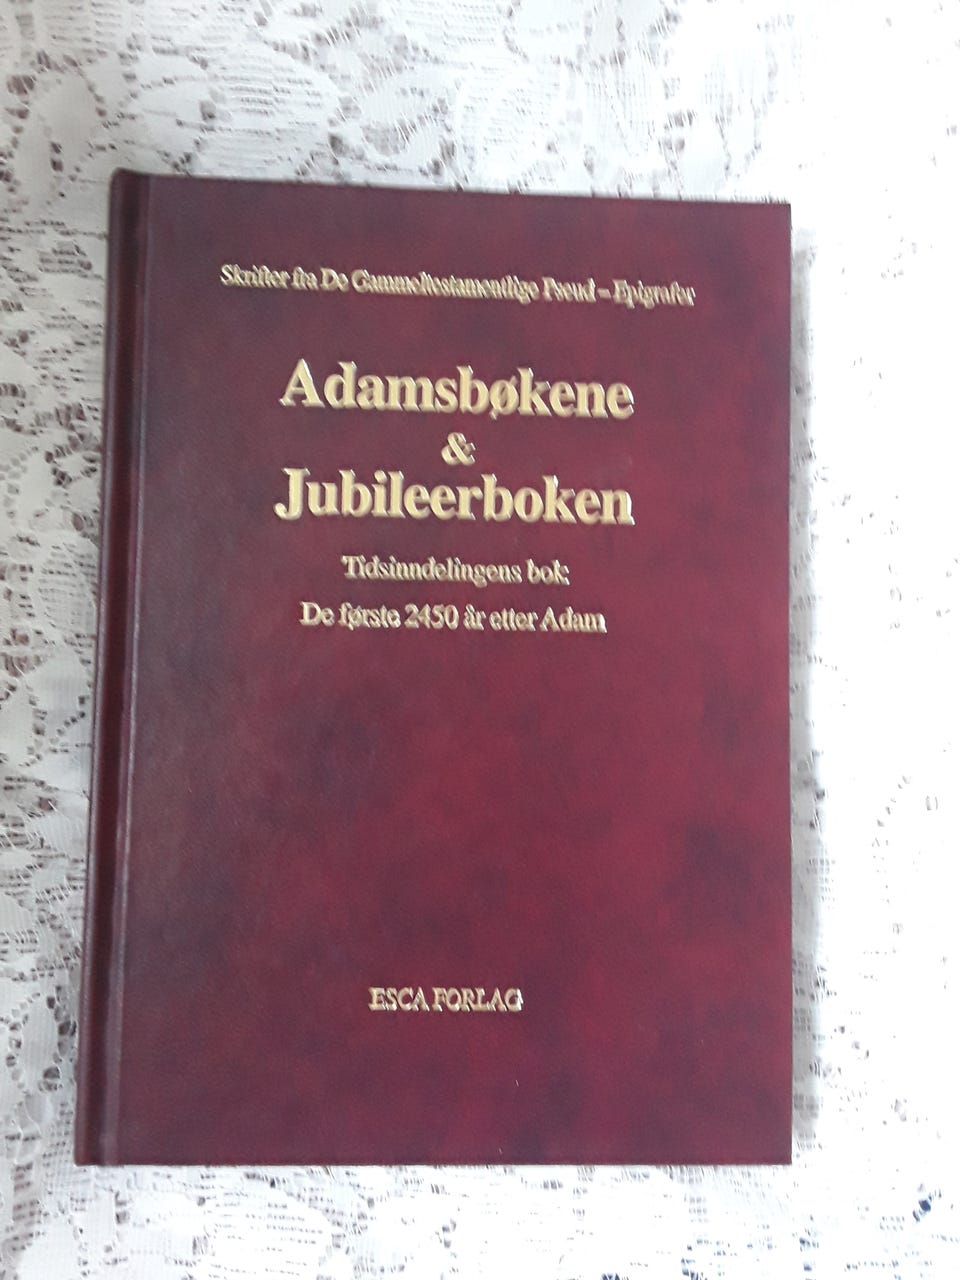 Skrifter fra De Gammeltestamentlige Pseud - Epigrafer
Adamsbøkene
&
Jubileerboken
Tidsinndelingens bok:
De første 2450 år etter Adam
ESCA FORLAG